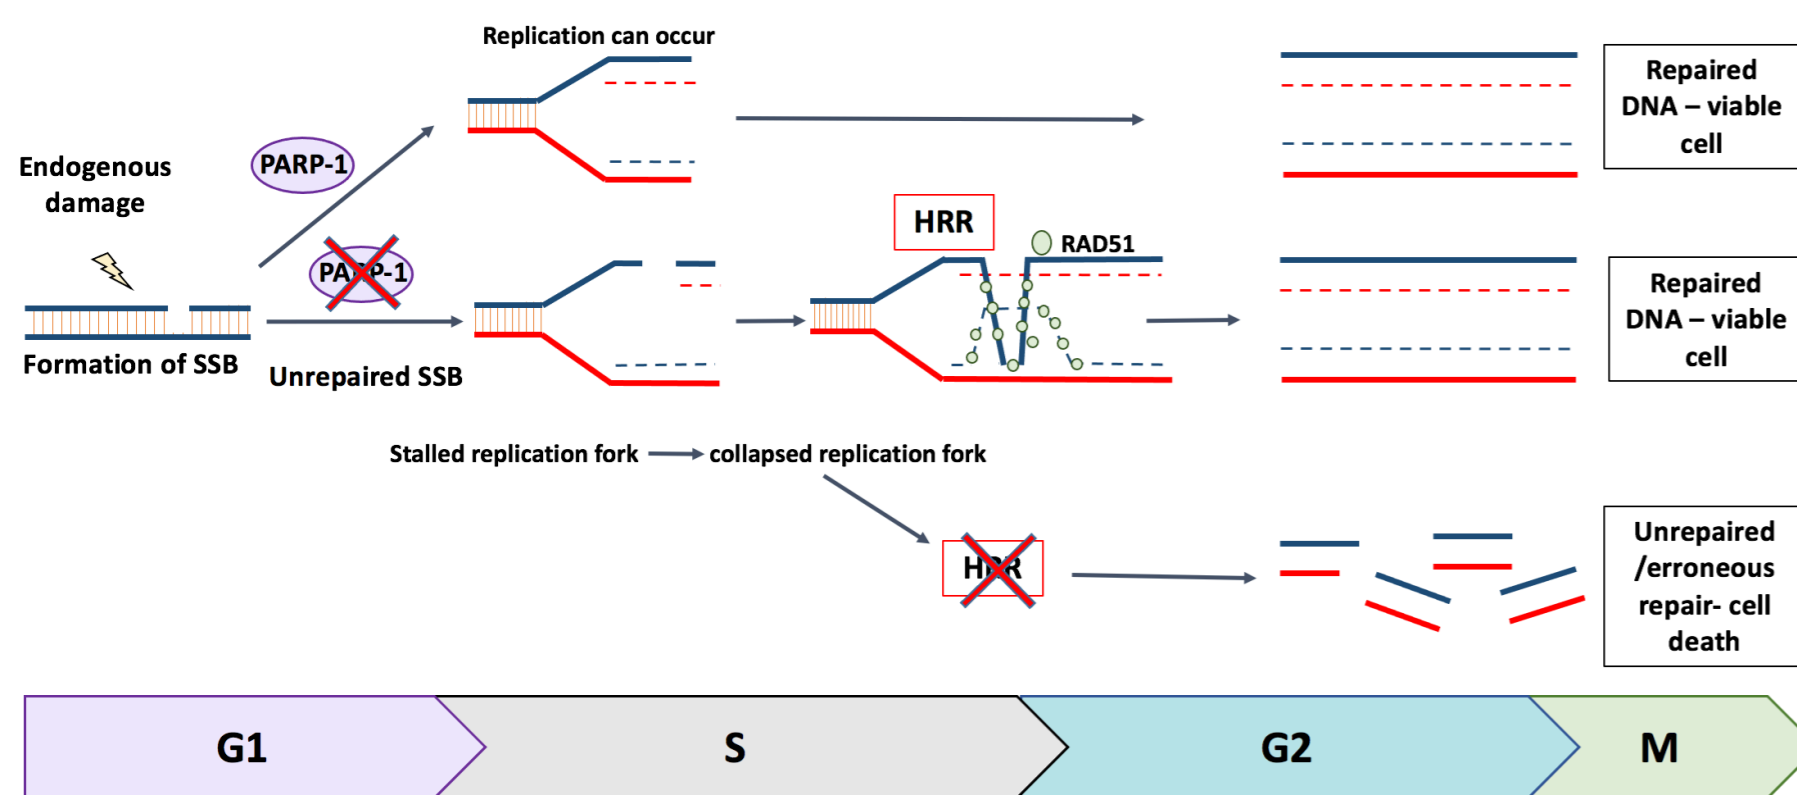 Replication can occur
Repaired
DNA – viable
cell
PARP-1
Endogenous
damage
HRR
RAD51
PARP-1
Repaired
DNA – viable
cell
Formation of SSB
Unrepaired SSB
Stalled replication fork
collapsed replication fork
HRR
Unrepaired
/erroneous
repair- cell
death
G1
S
G2
M